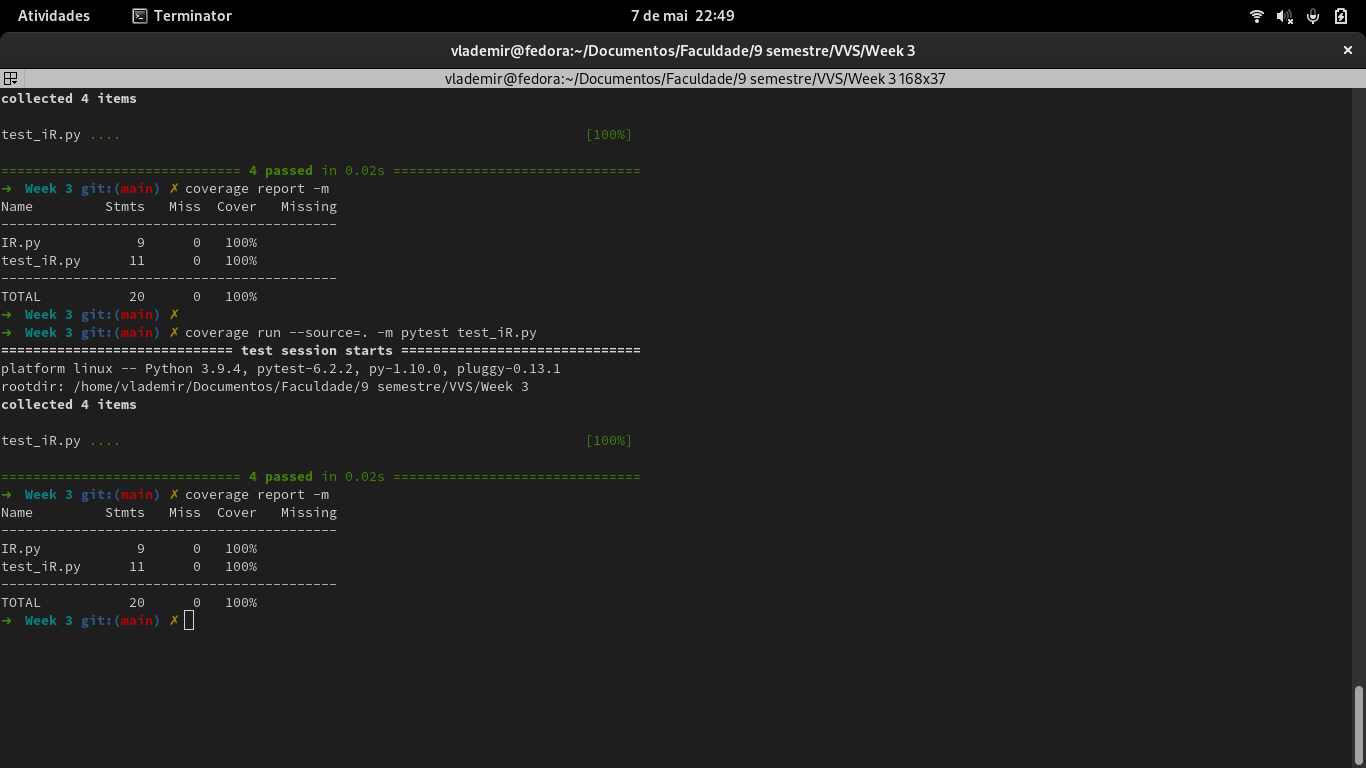 Atividades Terminator 7 de mai 22:49
vlademir@fedora:~/Documentos/Faculdade/9 semestre/VVS/Week 3 ×
vlademir@fedora:~/Documentos/Faculdade/9 semestre/VVS/Week 3 168x37
collected 4 items
test_iR.py .... [100%]
============================== 4 passed in 0.02s ===============================
➜ Week 3 git:(main) ✗ coverage report -m
Name Stmts Miss Cover Missing
------------------------------------------
IR.py 9 0 100%
test_iR.py 11 0 100%
------------------------------------------
TOTAL 20 0 100%
➜ Week 3 git:(main) ✗
➜ Week 3 git:(main) ✗ coverage run --source=. -m pytest test_iR.py
============================= test session starts ==============================
platform linux -- Python 3.9.4, pytest-6.2.2, py-1.10.0, pluggy-0.13.1
rootdir: /home/vlademir/Documentos/Faculdade/9 semestre/VVS/Week 3
collected 4 items
test_iR.py .... [100%]
============================== 4 passed in 0.02s ===============================
➜ Week 3 git:(main) ✗ coverage report -m
Name Stmts Miss Cover Missing
------------------------------------------
IR.py 9 0 100%
test_iR.py 11 0 100%
------------------------------------------
TOTAL 20 0 100%
➜ Week 3 git:(main) ✗